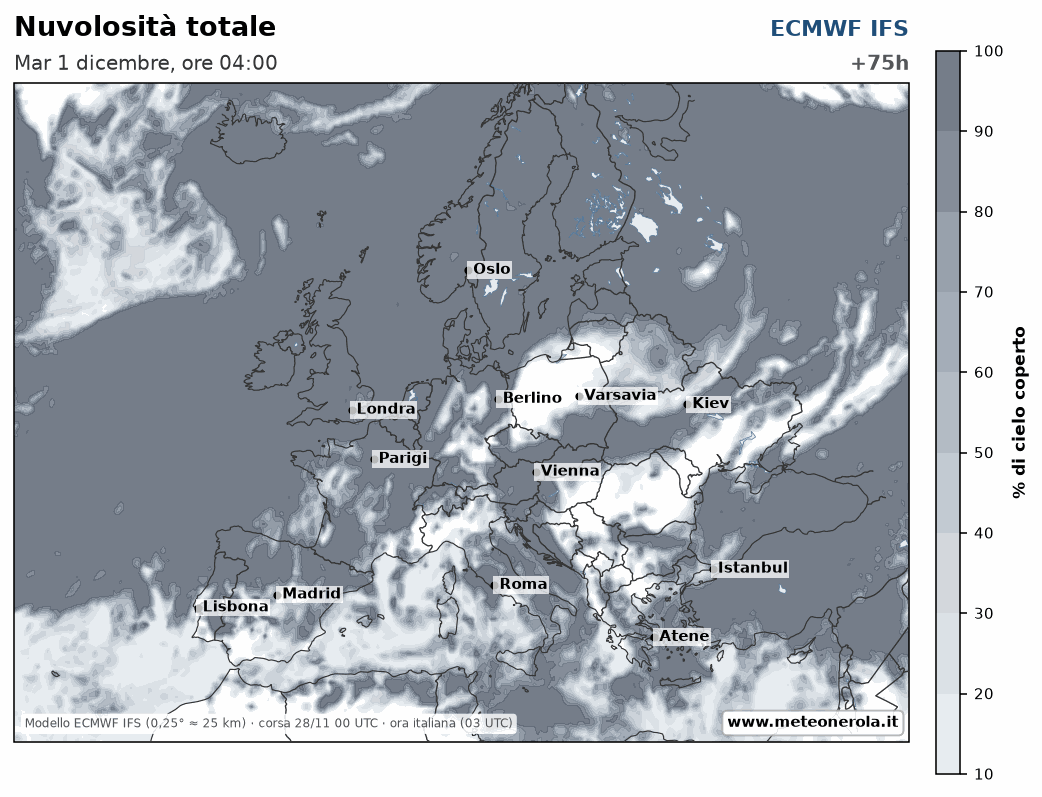 Nuvolosità totale
ECMWF IFS
Mar 1 dicembre, ore 04:00
+75h
100
90
80
70
60
50
40
30
20
10
% di cielo coperto
Oslo
Berlino
Varsavia
Kiev
Londra
Parigi
Vienna
Istanbul
Roma
Madrid
Lisbona
Atene
Modello ECMWF IFS (0,25° ≈ 25 km) · corsa 28/11 00 UTC · ora italiana (03 UTC)
www.meteonerola.it